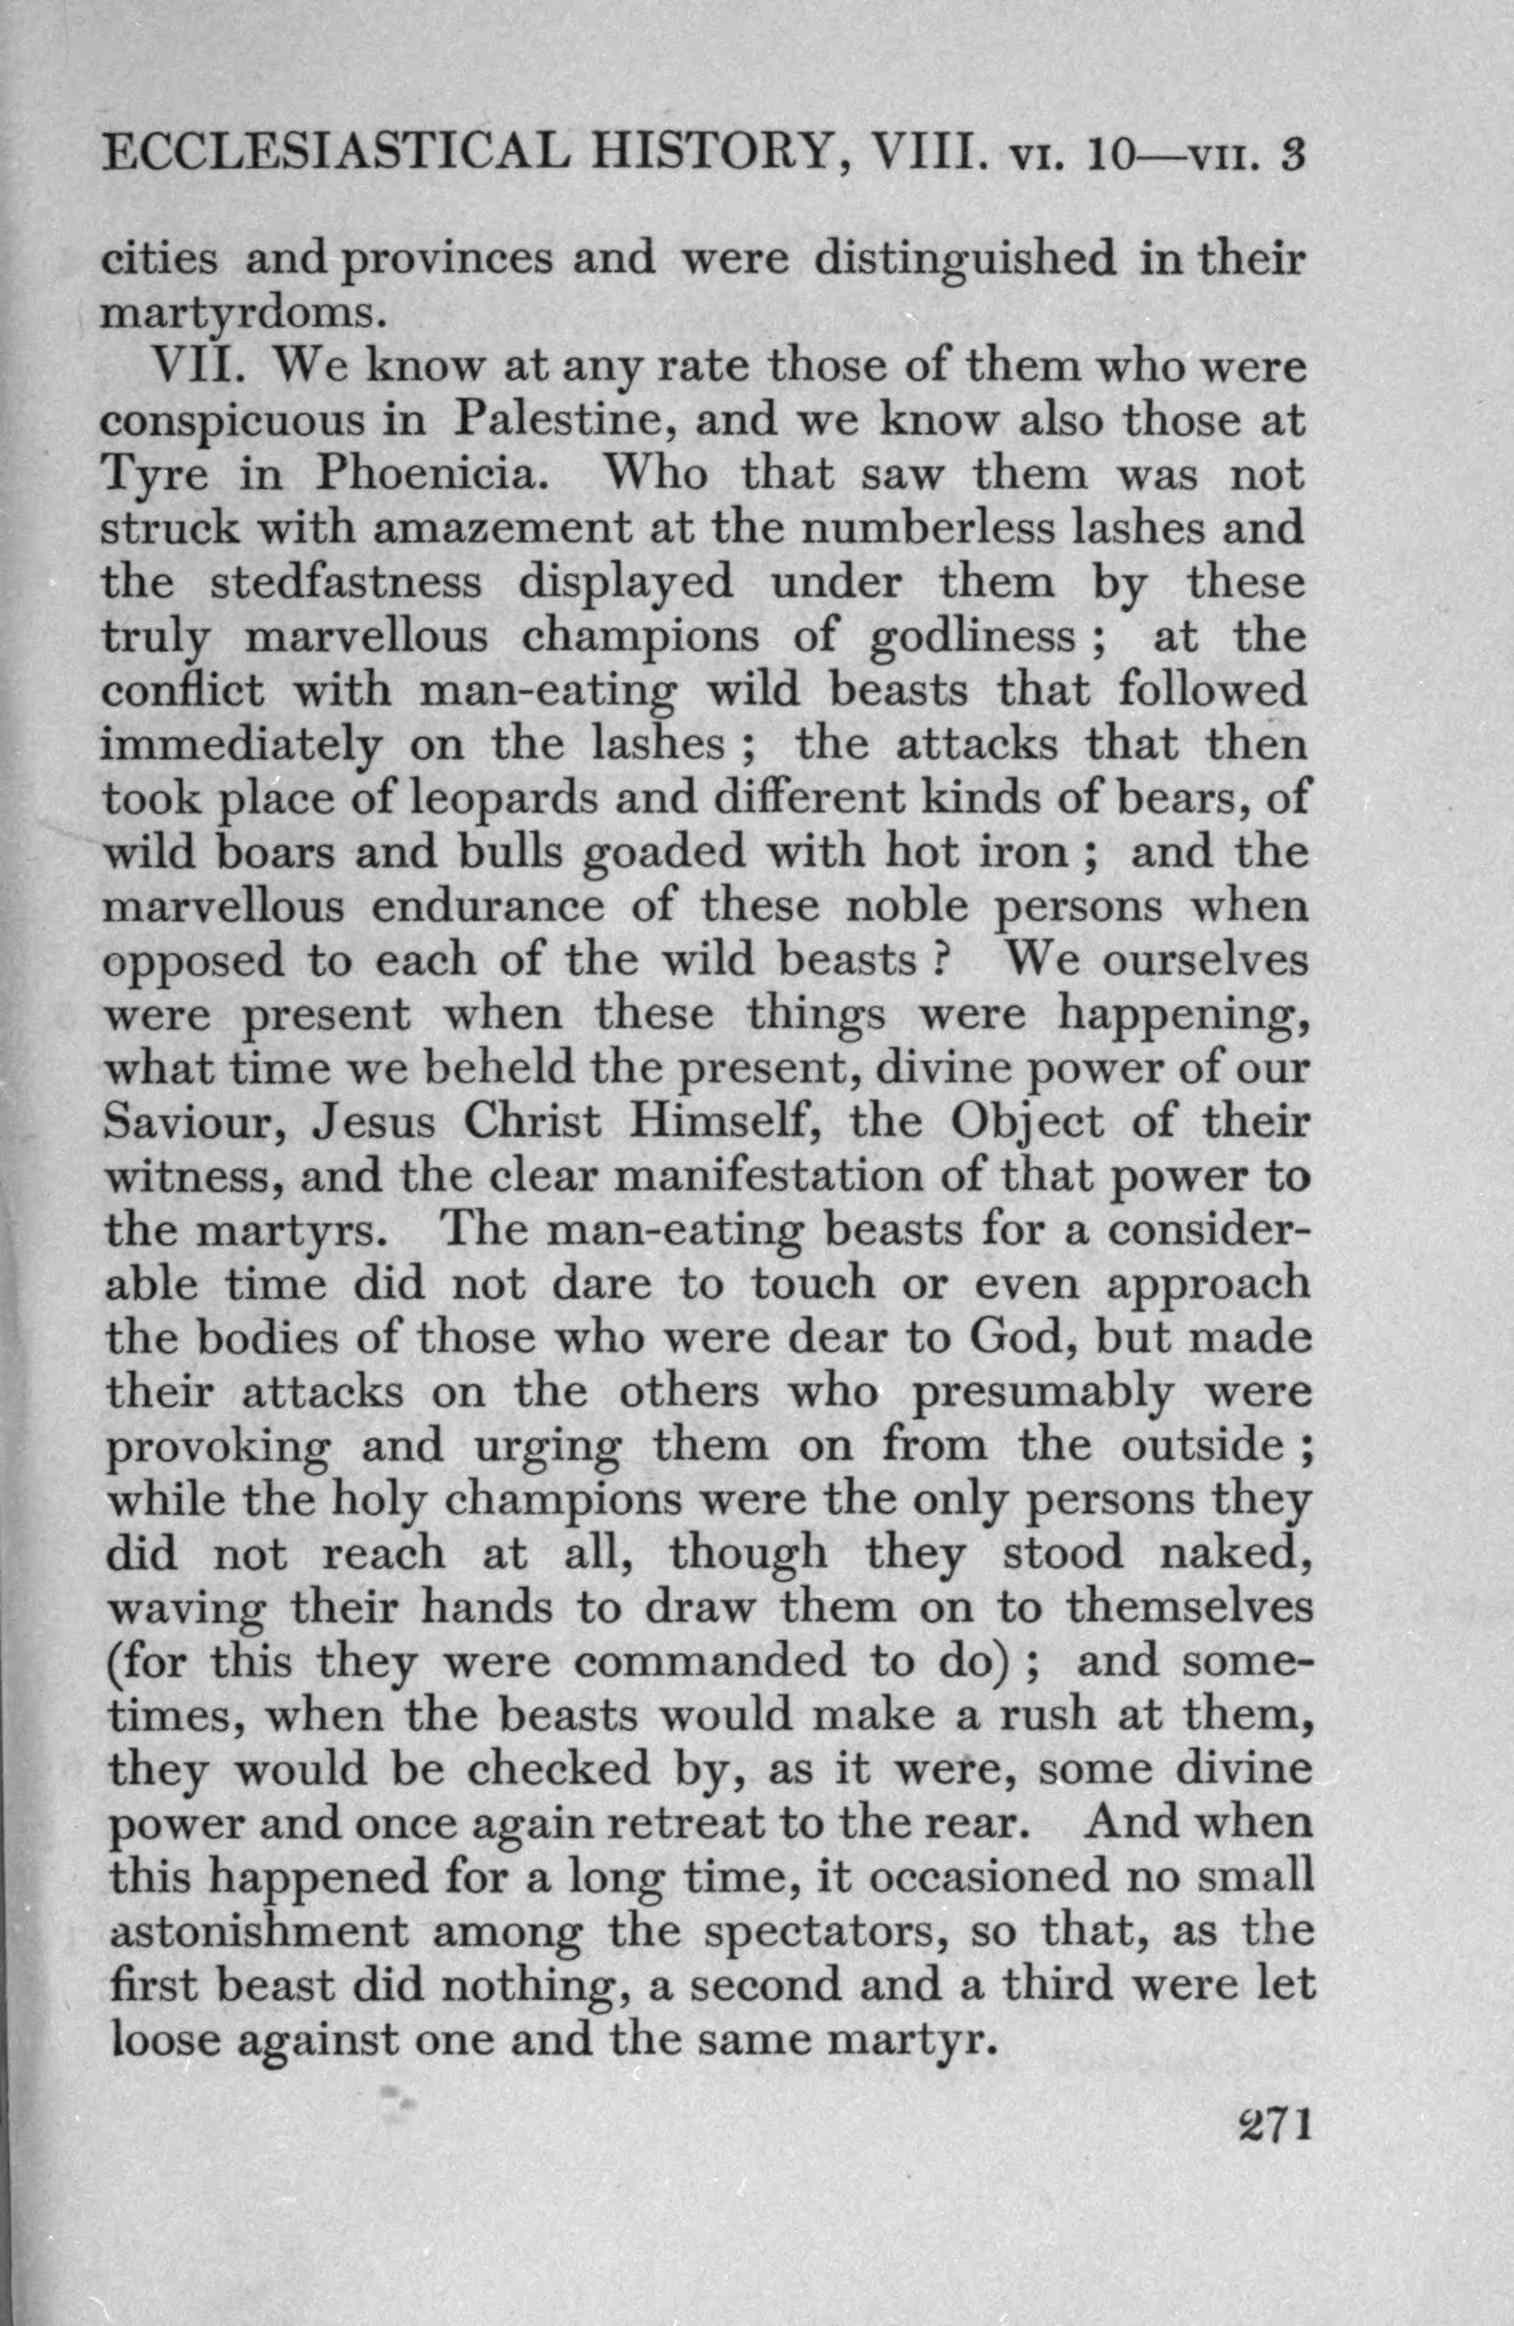 ECCLESIASTICAL HISTORY, VIII. VI. 10—VII. 3
cities and provinces and were distinguished in their
martyrdoms.
VII. We know at any rate those of them who were
conspicuous in Palestine, and we know also those at
Tyre in Phoenicia. Who that saw them was not
struck with amazement at the numberless lashes and
the stedfastness displayed under them by these
truly marvellous champions of godliness ; at the
conflict with man-eating wild beasts that followed
immediately on the lashes ; the attacks that then
took place of leopards and different kinds of bears, of
wild boars and bulls goaded with hot iron ; and the
marvellous endurance of these noble persons when
opposed to each of the wild beasts ? We ourselves
were present when these things were happening,
what time we beheld the present, divine power of our
Saviour, Jesus Christ Himself, the Object of their
witness, and the clear manifestation of that power to
the martyrs. The man-eating beasts for a consider-
able time did not dare to touch or even approach
the bodies of those who were dear to God, but made
their attacks on the others who presumably were
provoking and urging them on from the outside ;
while the holy champions were the only persons they
did not reach at all, though they stood naked,
waving their hands to draw them on to themselves
(for this they were commanded to do) ; and some-
times, when the beasts would make a rush at them,
they would be checked by, as it were, some divine
power and once again retreat to the rear. And when
this happened for a long time, it occasioned no small
astonishment among the spectators, so that, as the
first beast did nothing, a second and a third were let
loose against one and the same martyr.
271